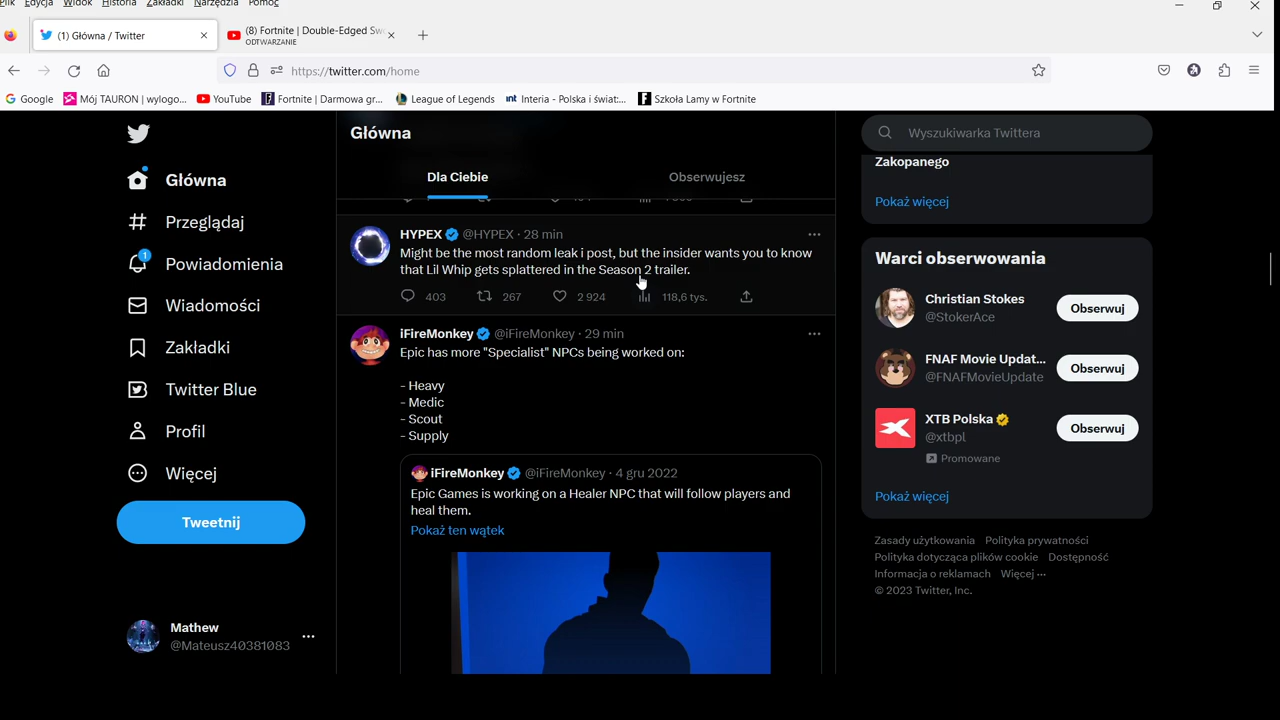 Plik Edycja Widok Historia Zakładki Narzędzia Pomoc
(1) Główna / Twitter
(8) Fortnite | Double-Edged Sw
ODTWARZANIE
https://twitter.com/home
Google Mój TAURON | wylogo... YouTube Fortnite | Darmowa gr... League of Legends Interia - Polska i świat:... Szkoła Lamy w Fortnite
Główna
Przeglądaj
1
Powiadomienia
Wiadomości
Zakładki
Twitter Blue
Profil
Więcej
Tweetnij
Mathew
@Mateusz40381083
Główna
Dla Ciebie
Obserwujesz
HYPEX @HYPEX · 28 min
Might be the most random leak i post, but the insider wants you to know
that Lil Whip gets splattered in the Season 2 trailer.
403 267 2 924 118,6 tys.
iFireMonkey @iFireMonkey · 29 min
Epic has more "Specialist" NPCs being worked on:
- Heavy
- Medic
- Scout
- Supply
iFireMonkey @iFireMonkey · 4 gru 2022
Epic Games is working on a Healer NPC that will follow players and
heal them.
Pokaż ten wątek
Wyszukiwarka Twittera
Zakopanego
Pokaż więcej
Warci obserwowania
Christian Stokes
@StokerAce
Obserwuj
FNAF Movie Updat...
@FNAFMovieUpdate
Obserwuj
XTB Polska
@xtbpl
Obserwuj
Promowane
Pokaż więcej
Zasady użytkowania Polityka prywatności
Polityka dotycząca plików cookie Dostępność
Informacja o reklamach Więcej ···
© 2023 Twitter, Inc.